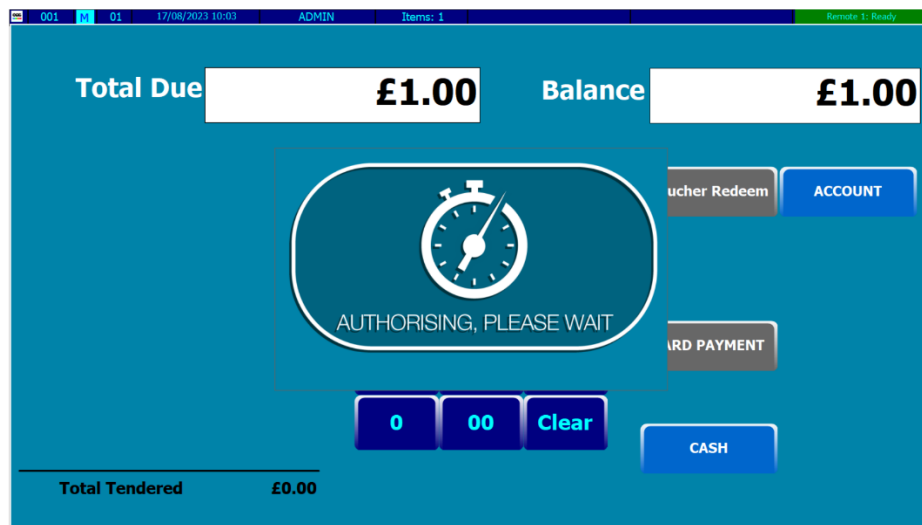 001 M 01 17/08/2023 10:03 ADMIN Items: 1 Remote 1: Ready
Total Due £1.00 Balance £1.00
ucher Redeem ACCOUNT
AUTHORISING, PLEASE WAIT
ARD PAYMENT
0 00 Clear
CASH
Total Tendered £0.00